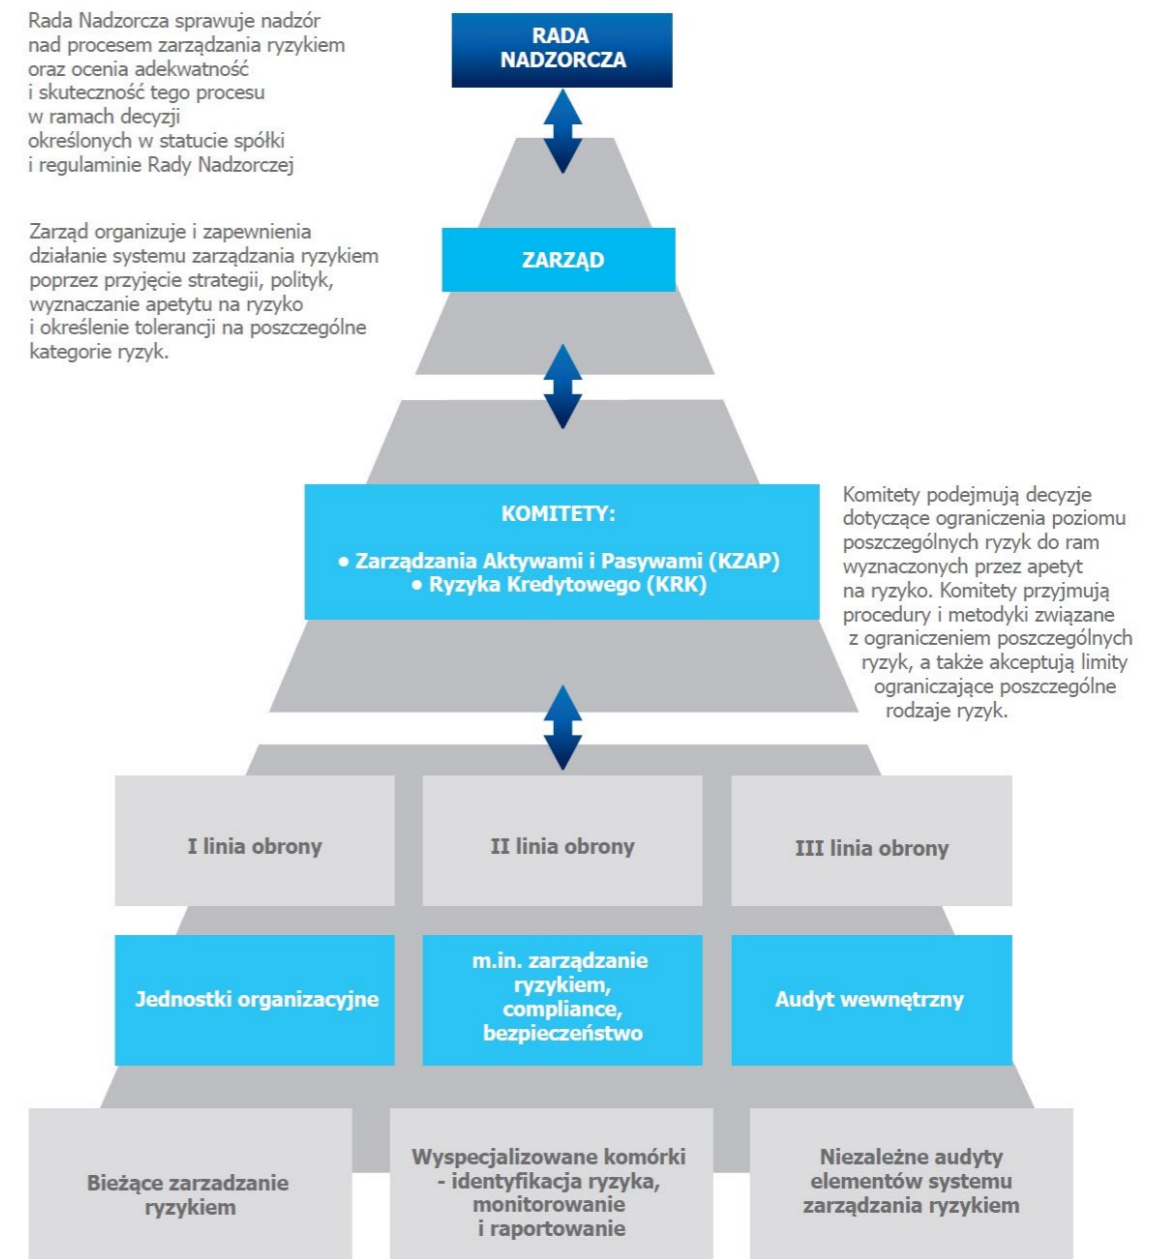 Rada Nadzorcza sprawuje nadzór
nad procesem zarządzania ryzykiem
oraz ocenia adekwatność
i skuteczność tego procesu
w ramach decyzji
określonych w statucie spółki
i regulaminie Rady Nadzorczej
RADA
NADZORCZA
Zarząd organizuje i zapewnienia
działanie systemu zarządzania ryzykiem
poprzez przyjęcie strategii, polityk,
wyznaczanie apetytu na ryzyko
i określenie tolerancji na poszczególne
kategorie ryzyk.
ZARZĄD
KOMITETY:
• Zarządzania Aktywami i Pasywami (KZAP)
• Ryzyka Kredytowego (KRK)
Komitety podejmują decyzje
dotyczące ograniczenia poziomu
poszczególnych ryzyk do ram
wyznaczonych przez apetyt
na ryzyko. Komitety przyjmują
procedury i metodyki związane
z ograniczeniem poszczególnych
ryzyk, a także akceptują limity
ograniczające poszczególne
rodzaje ryzyk.
I linia obrony
II linia obrony
III linia obrony
Jednostki organizacyjne
m.in. zarządzanie
ryzykiem,
compliance,
bezpieczeństwo
Audyt wewnętrzny
Bieżące zarzadzanie
ryzykiem
Wyspecjalizowane komórki
- identyfikacja ryzyka,
monitorowanie
i raportowanie
Niezależne audyty
elementów systemu
zarządzania ryzykiem